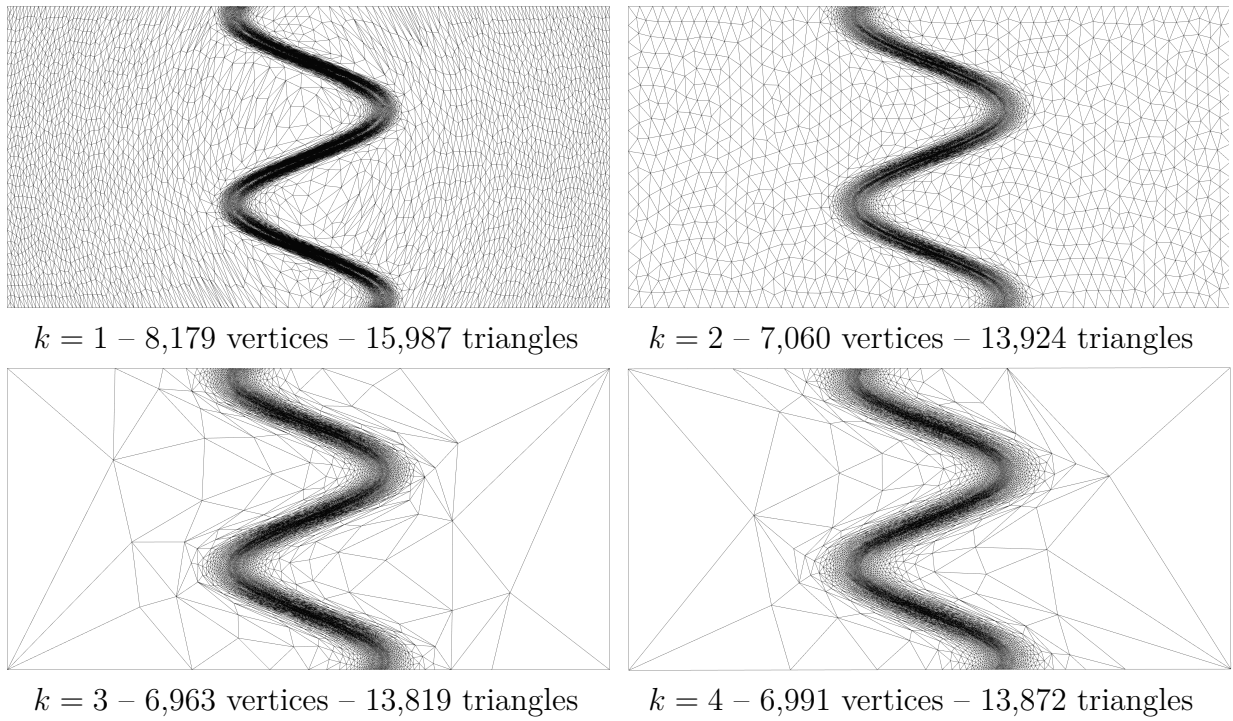 k = 1 – 8,179 vertices – 15,987 triangles
k = 2 – 7,060 vertices – 13,924 triangles
k = 3 – 6,963 vertices – 13,819 triangles
k = 4 – 6,991 vertices – 13,872 triangles